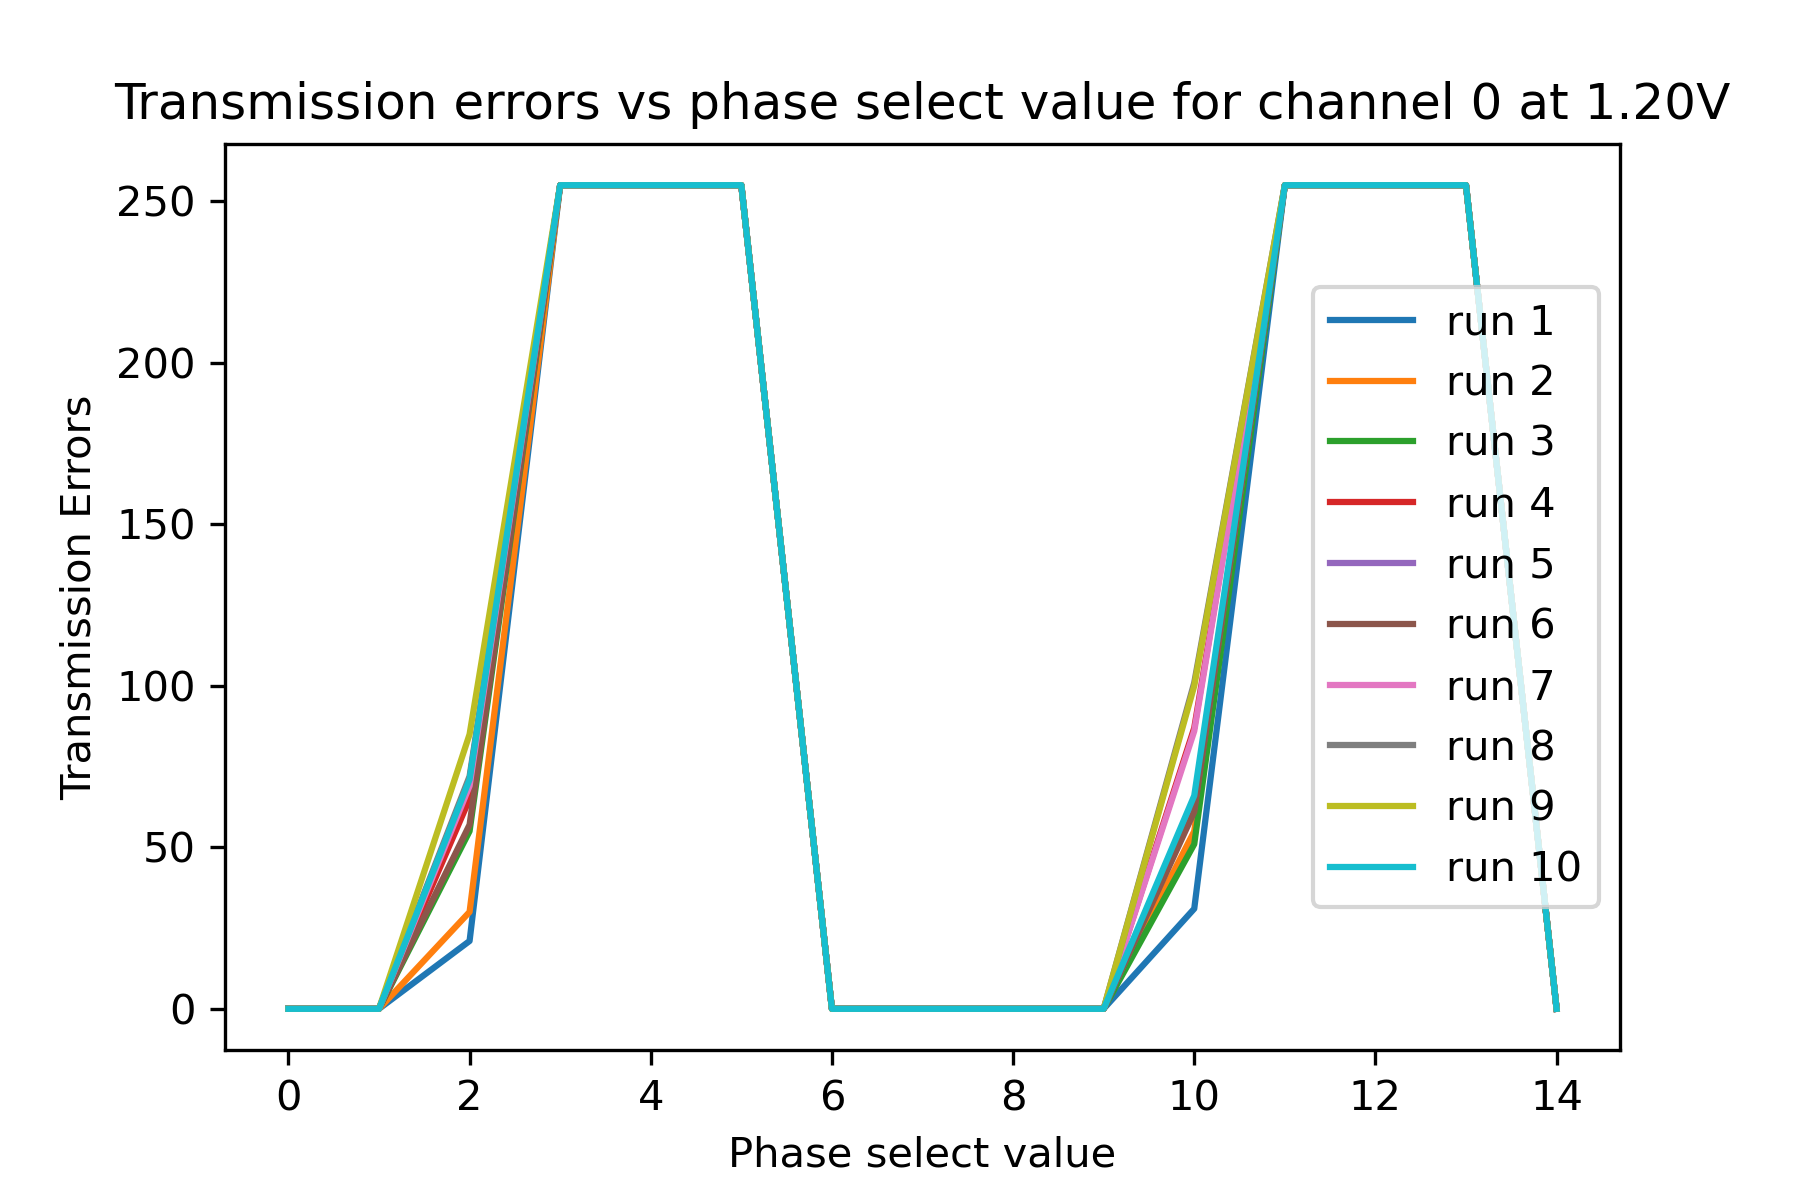 Transmission errors vs phase select value for channel 0 at 1.20V
Transmission Errors
250
200
150
100
50
0
run 1
run 2
run 3
run 4
run 5
run 6
run 7
run 8
run 9
run 10
0 2 4 6 8 10 12 14
Phase select value